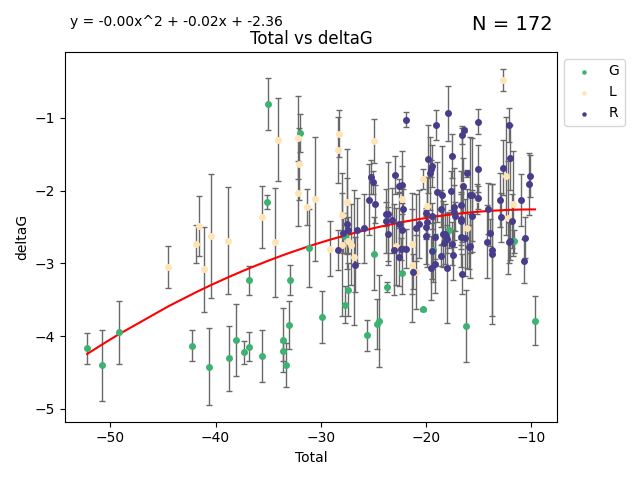 y = -0.00x^2 + -0.02x + -2.36
N = 172
Total vs deltaG
G
L
R
−1
−2
−3
−4
−5
deltaG
−50
−40
−30
−20
−10
Total